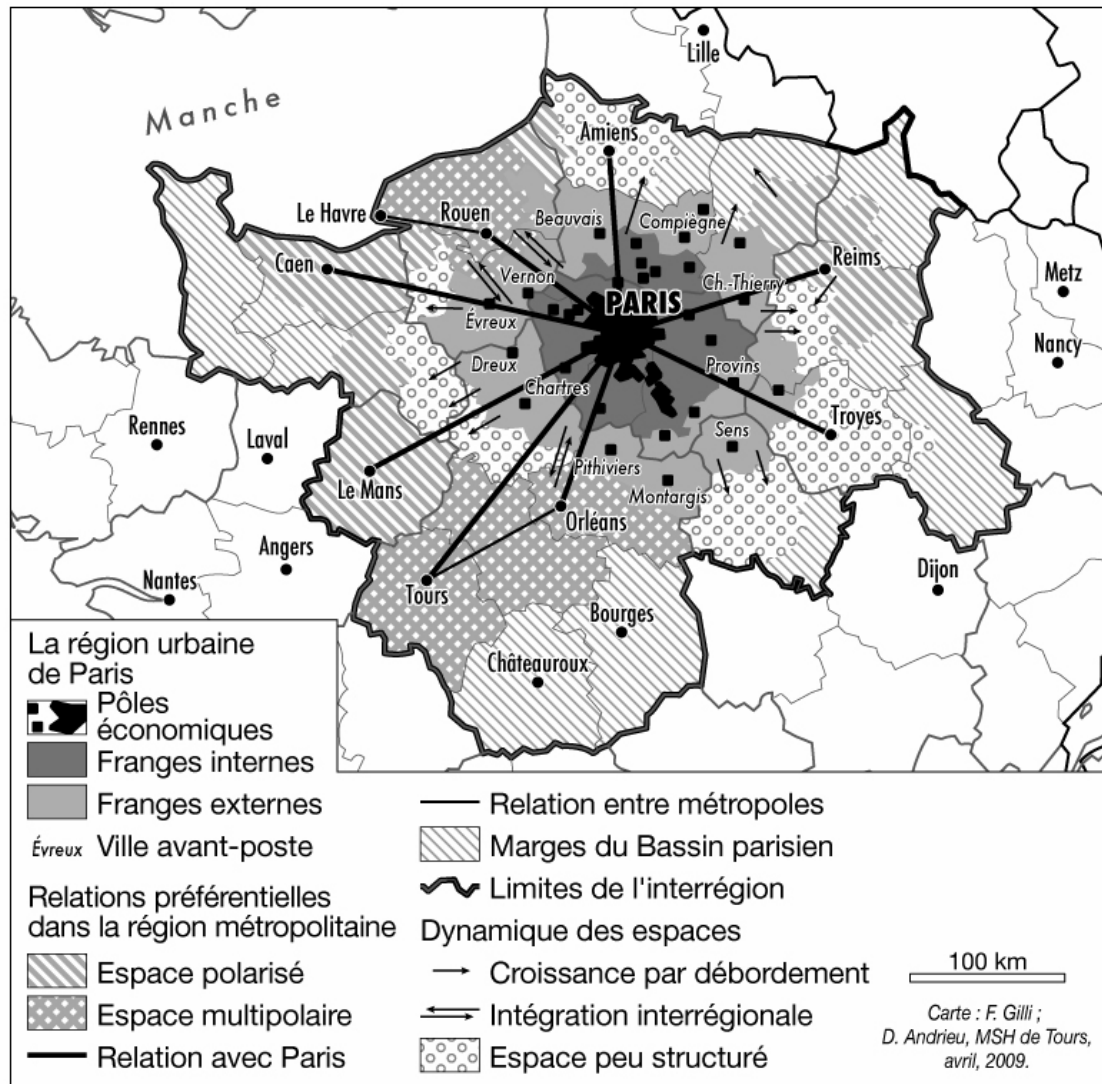 Lille
Manche
Amiens
Le Havre
Rouen
Beauvais
Compiègne
Caen
Vernon
Reims
PARIS
Ch.-Thierry
Metz
Évreux
Nancy
Dreux
Provins
Chartres
Rennes
Laval
Troyes
Sens
Le Mans
Pithiviers
Montargis
Orléans
Angers
Nantes
Tours
Dijon
Bourges
Châteauroux
La région urbaine
de Paris
Pôles
économiques
Franges internes
Franges externes
Évreux Ville avant-poste
Relations préférentielles
dans la région métropolitaine
Espace polarisé
Espace multipolaire
Relation avec Paris
Relation entre métropoles
Marges du Bassin parisien
Limites de l'interrégion
Dynamique des espaces
Croissance par débordement
Intégration interrégionale
Espace peu structuré
100 km
Carte : F. Gilli ;
D. Andrieu, MSH de Tours,
avril, 2009.